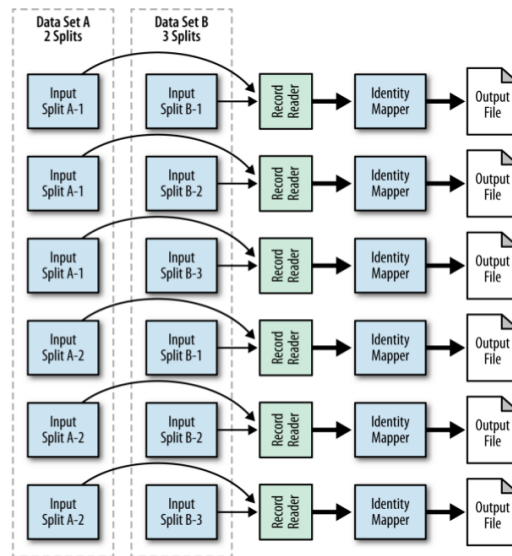 Data Set A
2 Splits
Data Set B
3 Splits
Input
Split A-1
Input
Split B-1
Record
Reader
Identity
Mapper
Output
File
Input
Split A-1
Input
Split B-2
Record
Reader
Identity
Mapper
Output
File
Input
Split A-1
Input
Split B-3
Record
Reader
Identity
Mapper
Output
File
Input
Split A-2
Input
Split B-1
Record
Reader
Identity
Mapper
Output
File
Input
Split A-2
Input
Split B-2
Record
Reader
Identity
Mapper
Output
File
Input
Split A-2
Input
Split B-3
Record
Reader
Identity
Mapper
Output
File